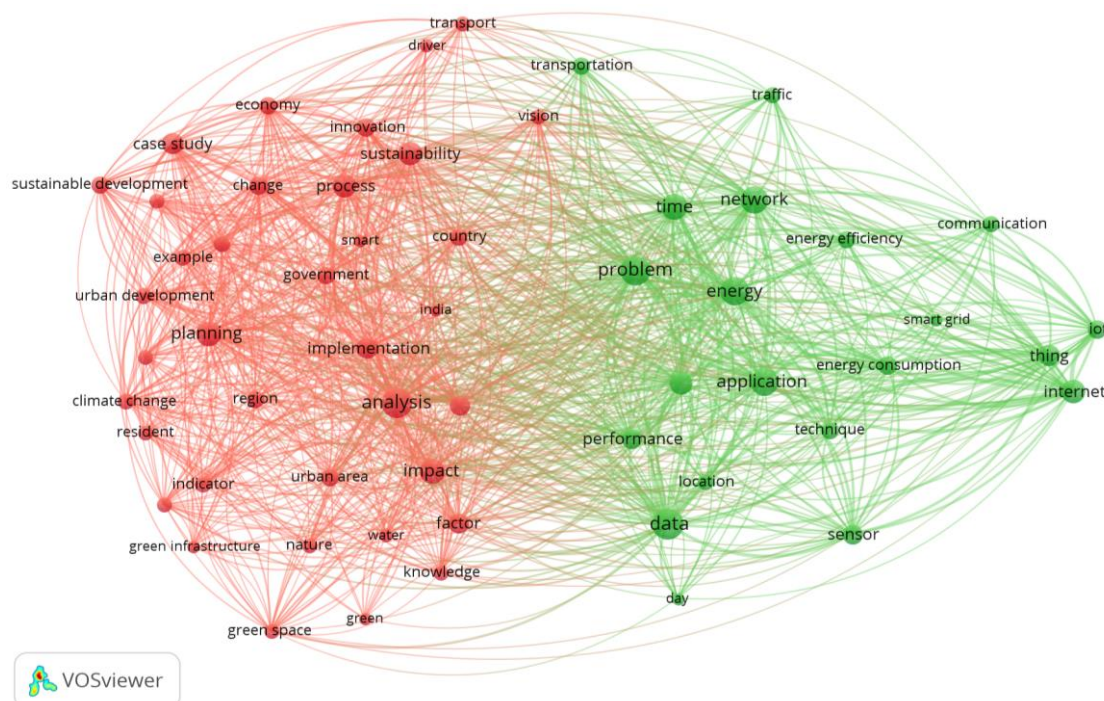 transport
driver
transportation
traffic
economy
innovation
vision
case study
sustainability
sustainable development
change
process
time
network
communication
smart
country
energy efficiency
example
government
problem
urban development
energy
india
smart grid
iot
planning
implementation
thing
energy consumption
application
internet
climate change
region
analysis
resident
technique
performance
impact
urban area
indicator
location
data
factor
water
sensor
green infrastructure
nature
knowledge
day
green
green space
VOSviewer